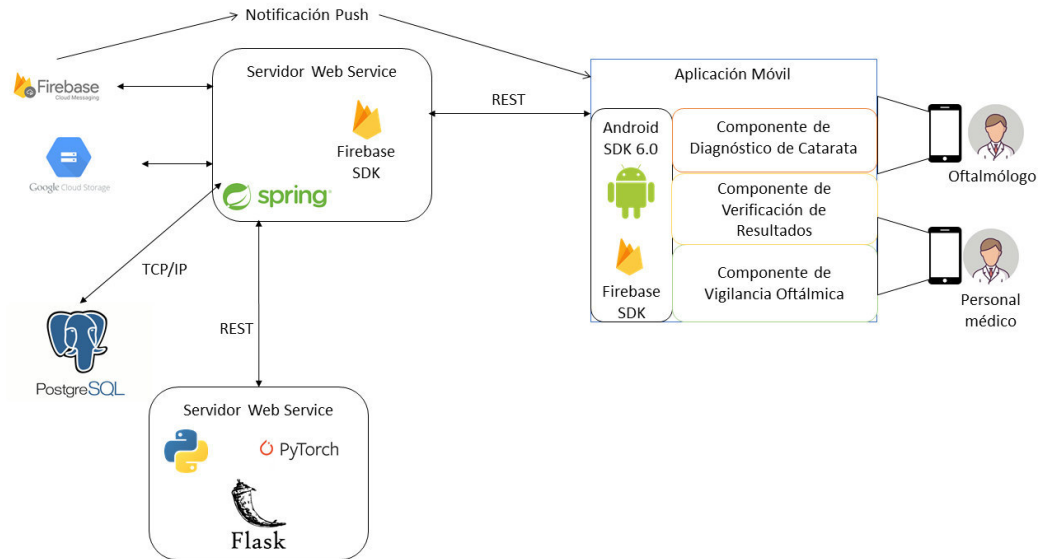 Notificación Push
Firebase
Cloud Messaging
Google Cloud Storage
Servidor Web Service
Firebase
SDK
spring
REST
Aplicación Móvil
Android
SDK 6.0
Firebase
SDK
Componente de
Diagnóstico de Catarata
Componente de
Verificación de
Resultados
Componente de
Vigilancia Oftálmica
Oftalmólogo
Personal
médico
TCP/IP
PostgreSQL
REST
Servidor Web Service
PyTorch
Flask